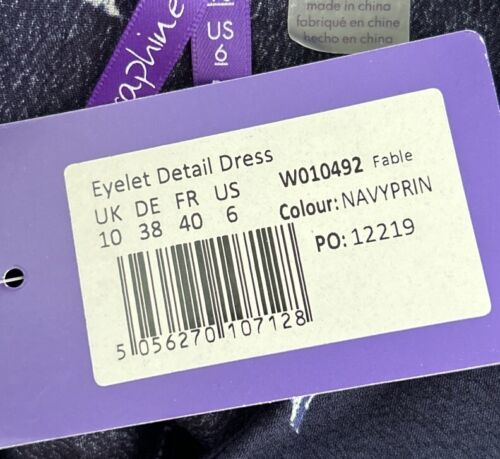 made in china
fabriqué en chine
hecho en china
US
6
Eyelet Detail Dress
UK DE FR US
10 38 40 6
W010492 Fable
Colour: NAVYPRIN
PO: 12219
5 056270 107128